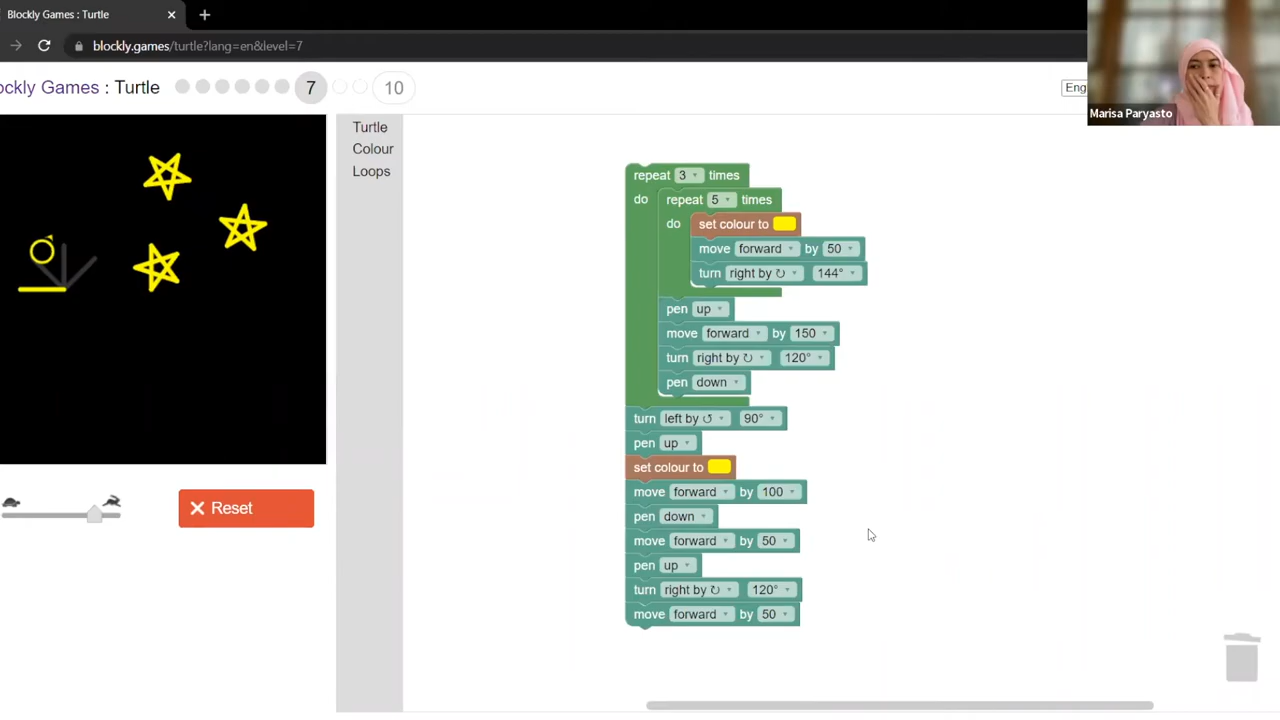 Blockly Games : Turtle
blockly.games/turtle?lang=en&level=7
ockly Games : Turtle 7 10
Eng
Marisa Paryasto
Turtle
Colour
Loops
repeat 3 times
do repeat 5 times
do set colour to
move forward by 50
turn right by ↻ 144°
pen up
move forward by 150
turn right by ↻ 120°
pen down
turn left by ↺ 90°
pen up
set colour to
move forward by 100
pen down
move forward by 50
pen up
turn right by ↻ 120°
move forward by 50
Reset